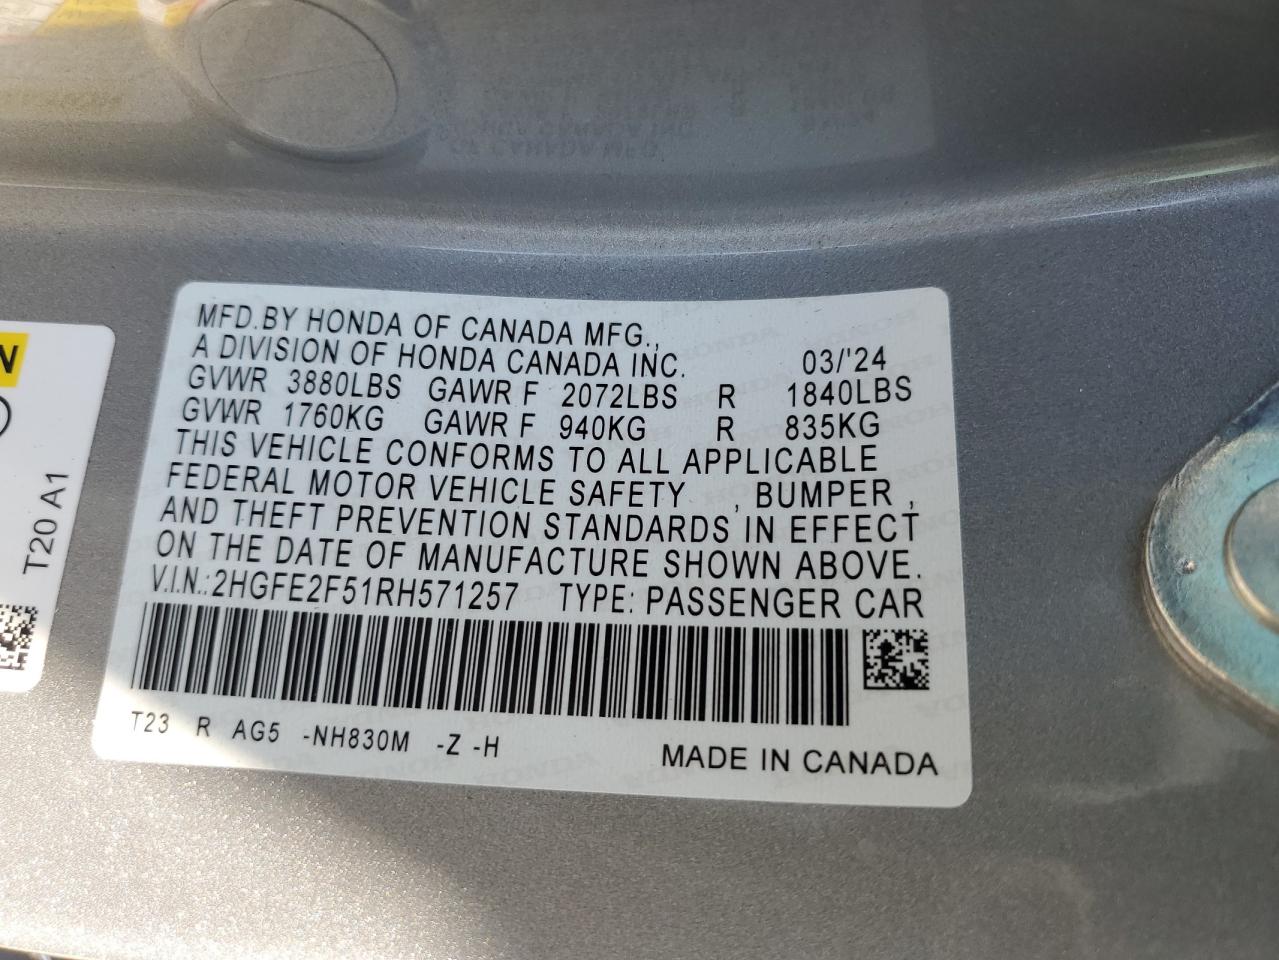 MFD.BY HONDA OF CANADA MFG.,
A DIVISION OF HONDA CANADA INC. 03/'24
GVWR 3880LBS GAWR F 2072LBS R 1840LBS
GVWR 1760KG GAWR F 940KG R 835KG
THIS VEHICLE CONFORMS TO ALL APPLICABLE
FEDERAL MOTOR VEHICLE SAFETY , BUMPER ,
AND THEFT PREVENTION STANDARDS IN EFFECT
ON THE DATE OF MANUFACTURE SHOWN ABOVE.
V.I.N.: 2HGFE2F51RH571257 TYPE: PASSENGER CAR
T23 R AG5 -NH830M -Z -H
MADE IN CANADA
N
T20 A1